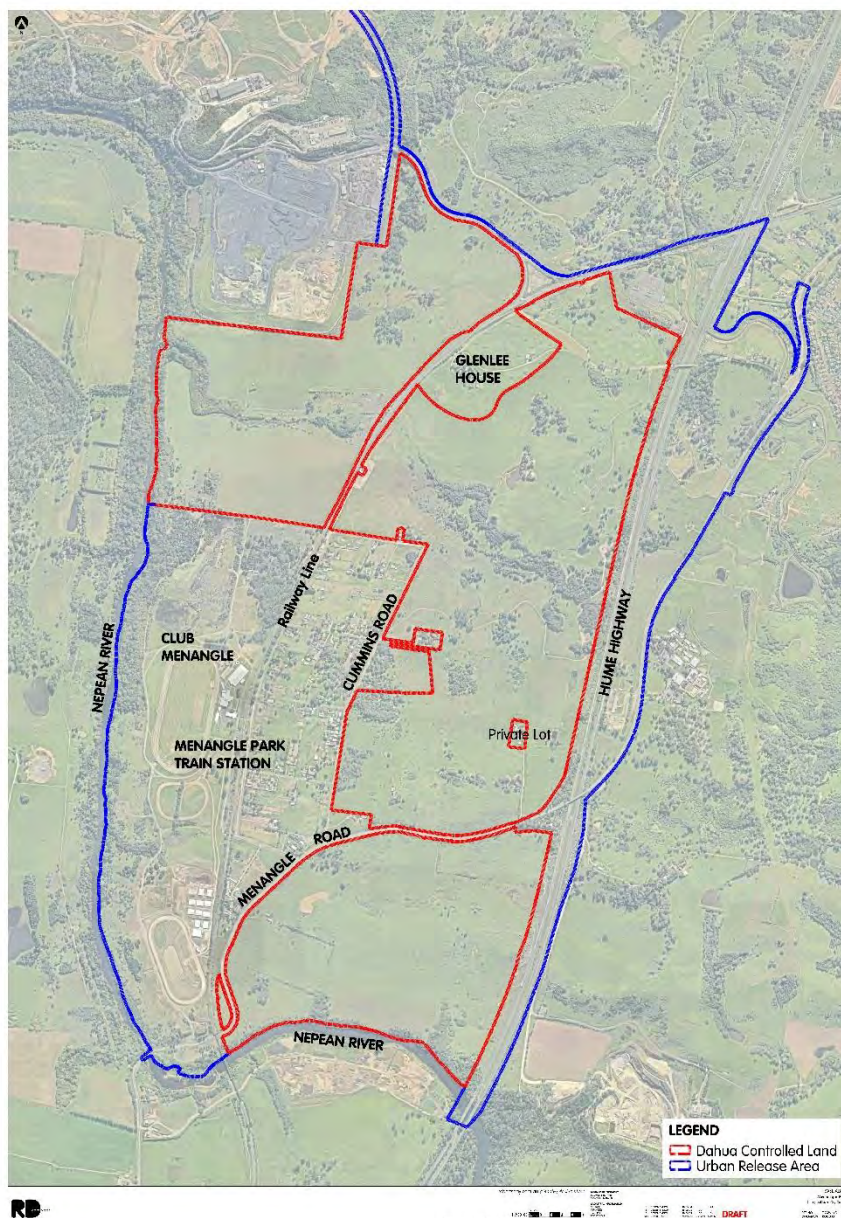 N
GLENLEE
HOUSE
Railway Line
CUMMINS ROAD
HUME HIGHWAY
NEPEAN RIVER
CLUB
MENANGLE
MENANGLE PARK
TRAIN STATION
Private Lot
MENANGLE ROAD
NEPEAN RIVER
LEGEND
Dahua Controlled Land
Urban Release Area
RD
DRAFT